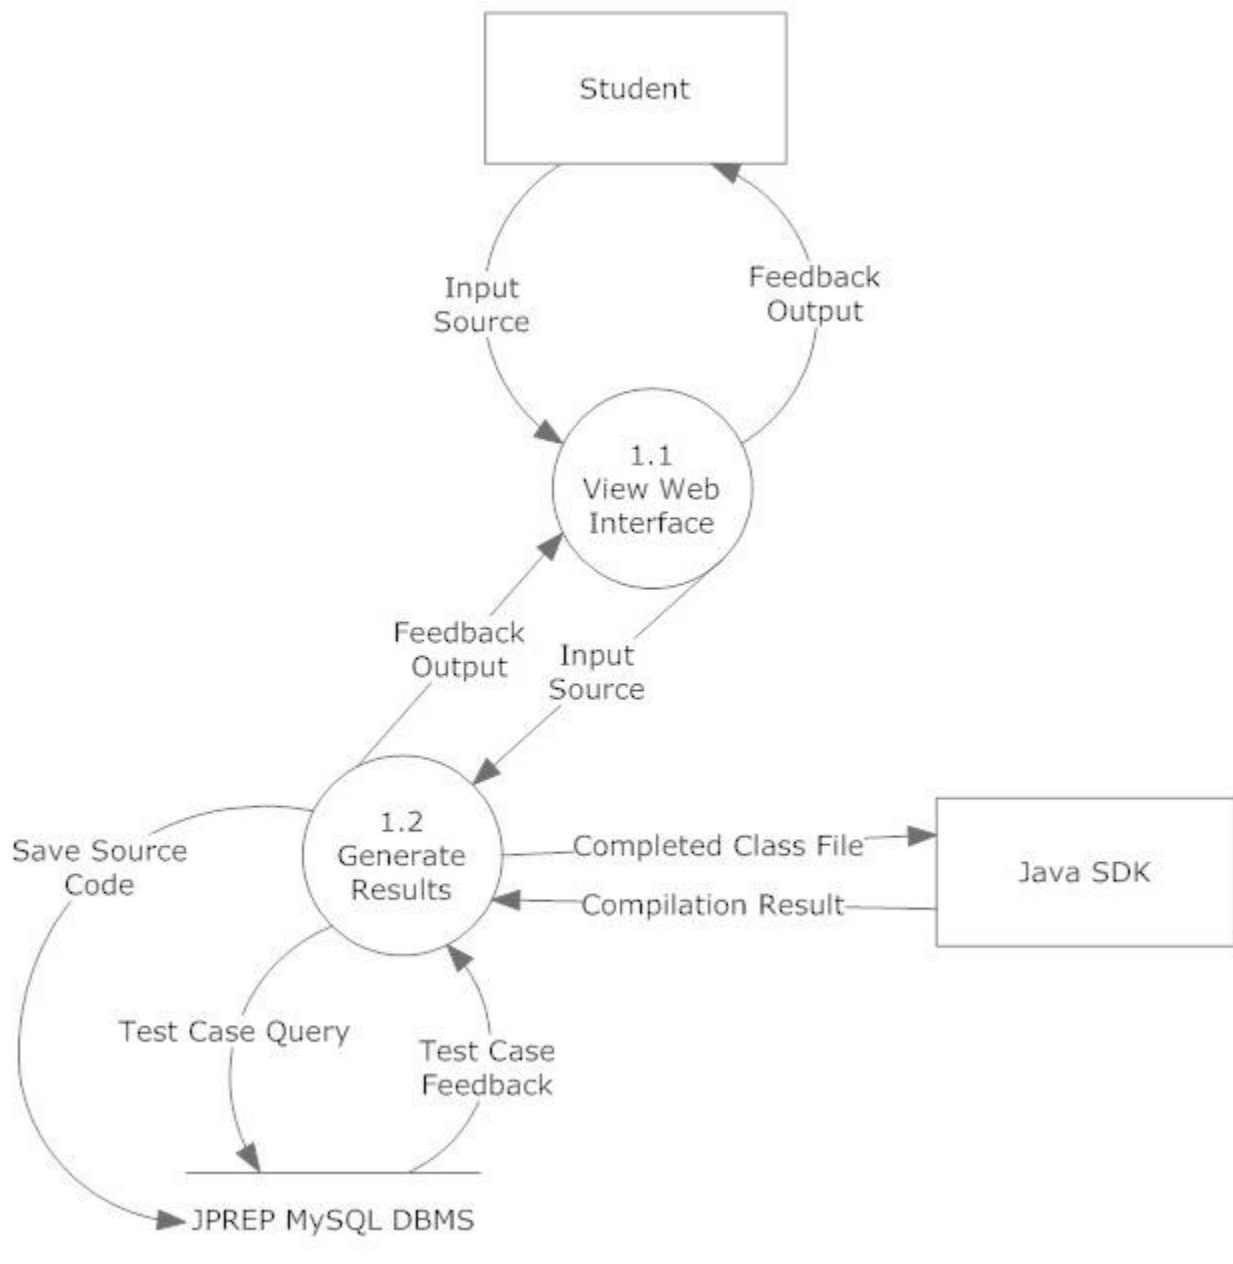 Student
Input
Source
Feedback
Output
1.1
View Web
Interface
Feedback
Output
Input
Source
1.2
Generate
Results
Save Source
Code
Completed Class File
Compilation Result
Java SDK
Test Case Query
Test Case
Feedback
JPREP MySQL DBMS